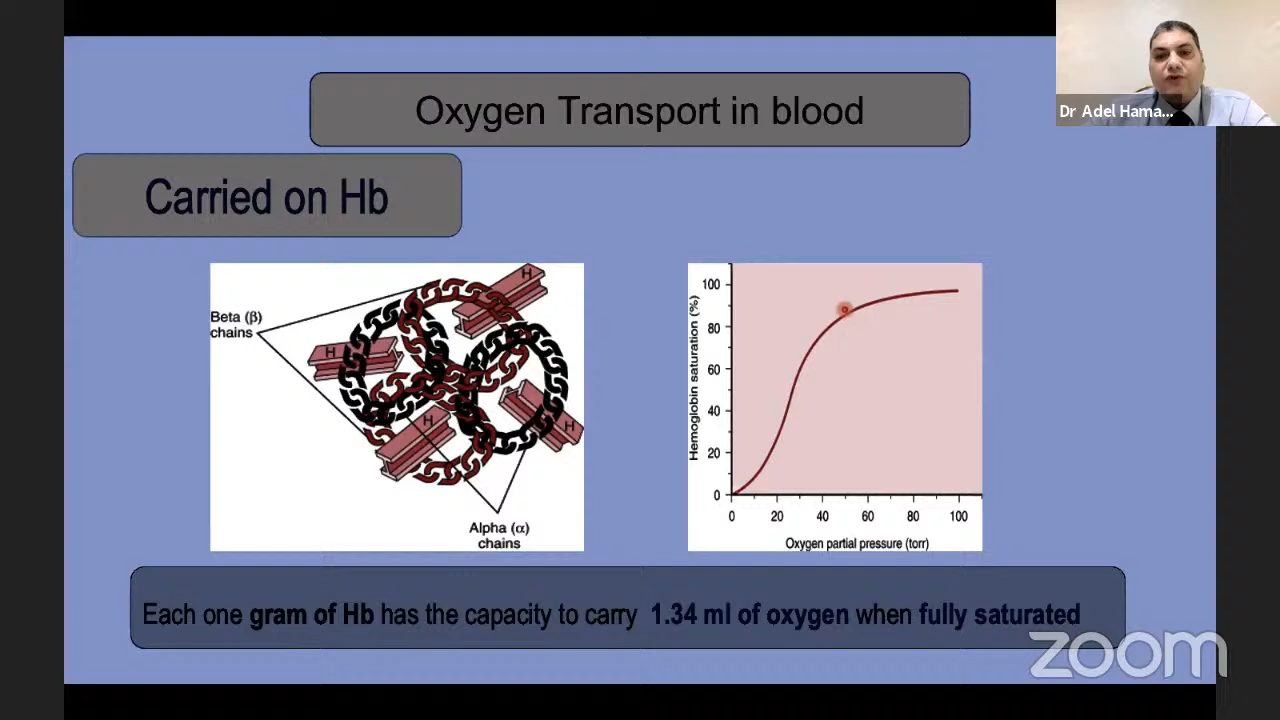 Oxygen Transport in blood
Dr Adel Hama...
Carried on Hb
Beta (β)
chains
H
H
H
H
Alpha (α)
chains
Hemoglobin saturation (%)
100
80
60
40
20
0
0 20 40 60 80 100
Oxygen partial pressure (torr)
Each one gram of Hb has the capacity to carry 1.34 ml of oxygen when fully saturated
zoom